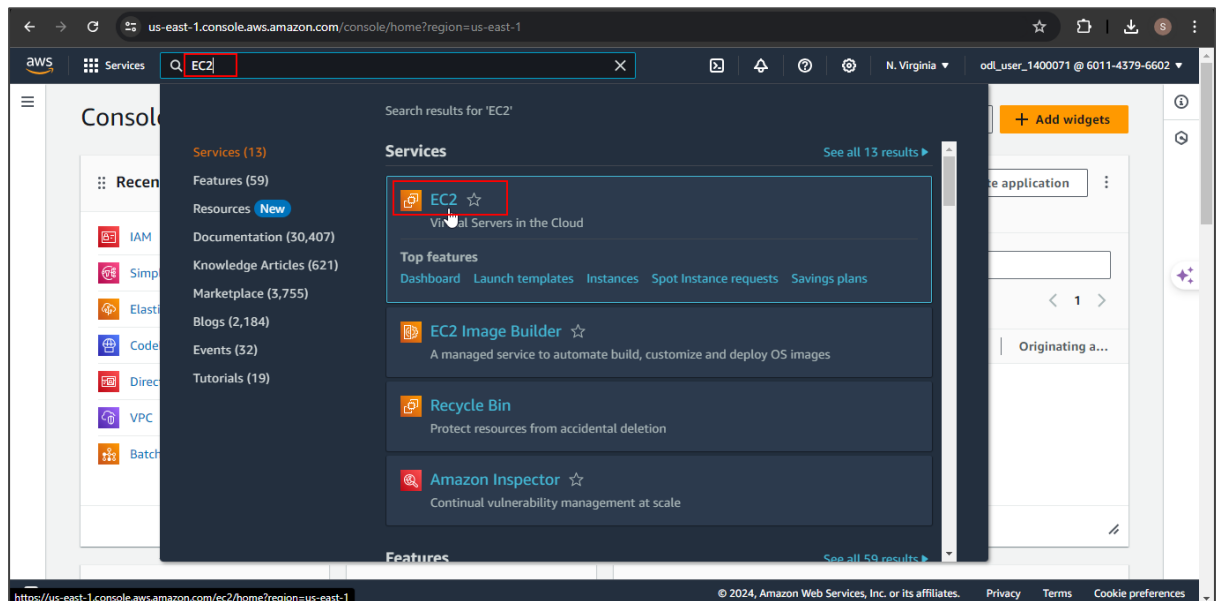 us-east-1.console.aws.amazon.com/console/home?region=us-east-1
S
aws
Services
EC2
N. Virginia
odl_user_1400071 @ 6011-4379-6602
Add widgets
Search results for 'EC2'
Services (13)
Features (59)
Resources New
Documentation (30,407)
Knowledge Articles (621)
Marketplace (3,755)
Blogs (2,184)
Events (32)
Tutorials (19)
Services
See all 13 results
EC2
Virtual Servers in the Cloud
Top features
Dashboard Launch templates Instances Spot Instance requests Savings plans
EC2 Image Builder
A managed service to automate build, customize and deploy OS images
Recycle Bin
Protect resources from accidental deletion
Amazon Inspector
Continual vulnerability management at scale
Features
See all 59 results
Recen
IAM
Simpl
Elasti
Code
Direc
VPC
Batch
application
1
Originating a...
https://us-east-1.console.aws.amazon.com/ec2/home?region=us-east-1
© 2024, Amazon Web Services, Inc. or its affiliates.
Privacy Terms Cookie preferences